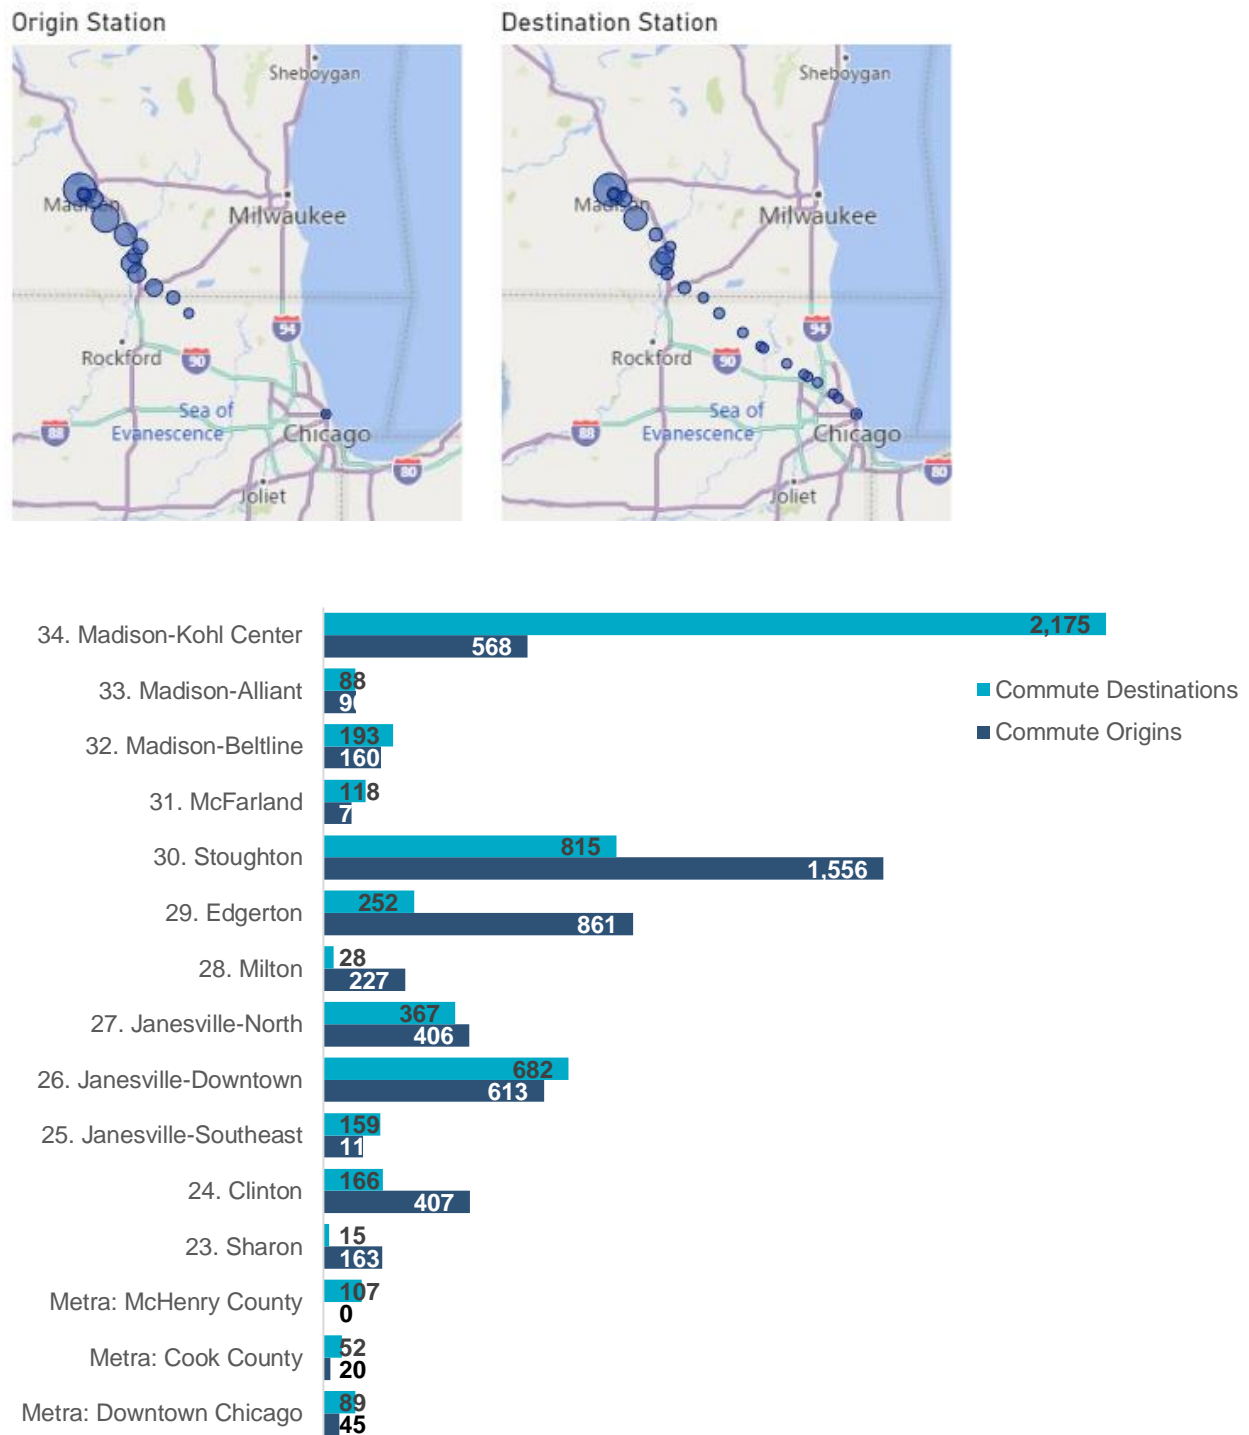 Origin Station
Destination Station
Sheboygan
Madison
Milwaukee
94
Rockford
90
Sea of
Evanescence
88
Chicago
80
Joliet
Sheboygan
Madison
Milwaukee
94
Rockford
90
Sea of
Evanescence
88
Chicago
80
Joliet
34. Madison-Kohl Center
2,175
568
33. Madison-Alliant
88
Commute Destinations
32. Madison-Beltline
193
160
Commute Origins
31. McFarland
118
30. Stoughton
815
1,556
29. Edgerton
252
861
28. Milton
28
227
27. Janesville-North
367
406
26. Janesville-Downtown
682
613
25. Janesville-Southeast
159
24. Clinton
166
407
23. Sharon
15
163
Metra: McHenry County
107
0
Metra: Cook County
52
20
Metra: Downtown Chicago
89
45